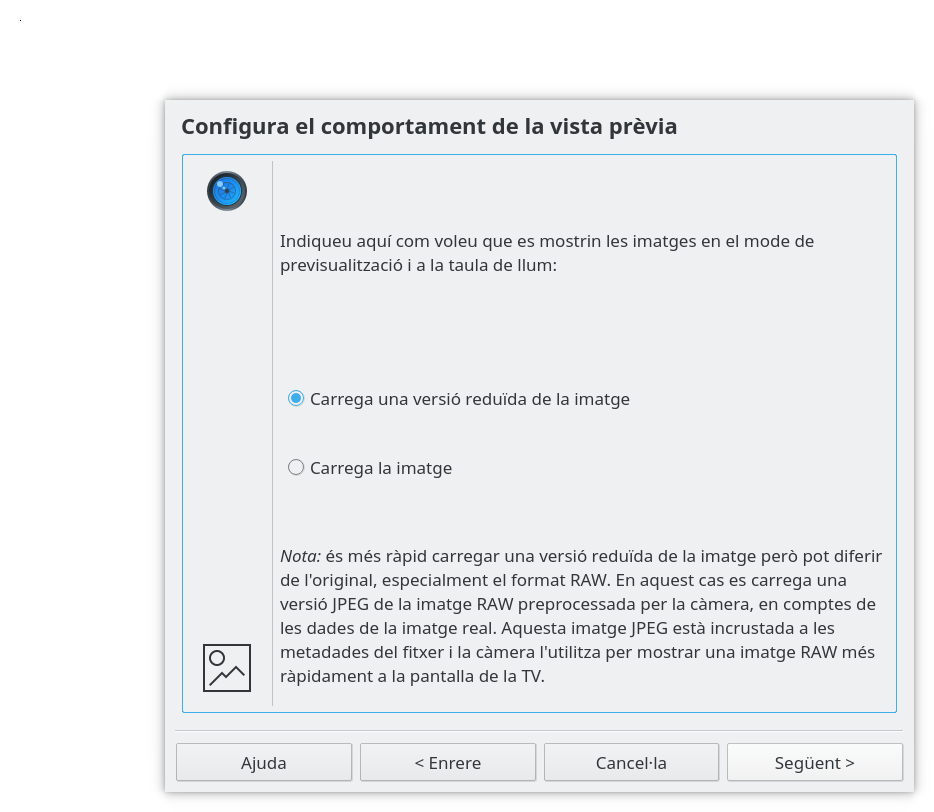 Configura el comportament de la vista prèvia
Indiqueu aquí com voleu que es mostrin les imatges en el mode de
previsualització i a la taula de llum:
Carrega una versió reduïda de la imatge
Carrega la imatge
Nota: és més ràpid carregar una versió reduïda de la imatge però pot diferir
de l'original, especialment el format RAW. En aquest cas es carrega una
versió JPEG de la imatge RAW preprocessada per la càmera, en comptes de
les dades de la imatge real. Aquesta imatge JPEG està incrustada a les
metadades del fitxer i la càmera l'utilitza per mostrar una imatge RAW més
ràpidament a la pantalla de la TV.
Ajuda
< Enrere
Cancel·la
Següent >